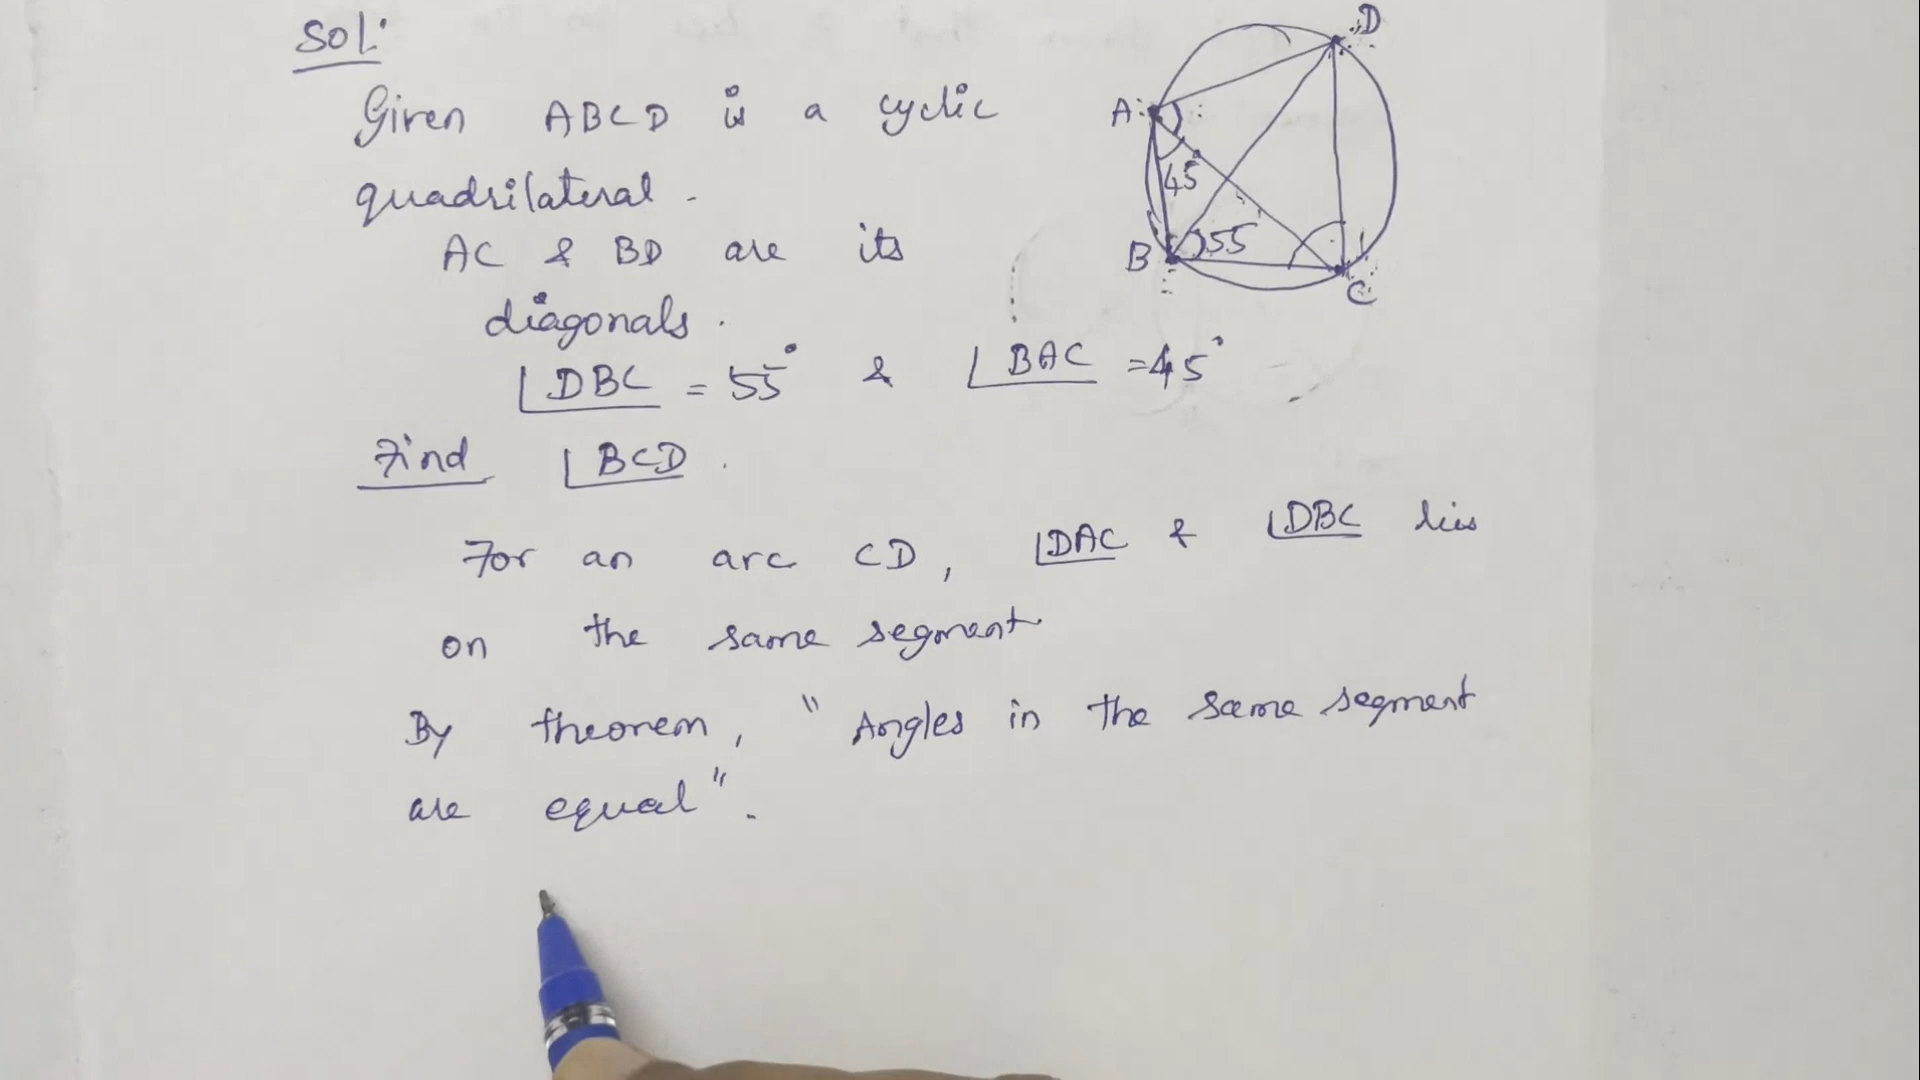 Sol:
Given ABCD is a cyclic
quadrilateral.
AC & BD are its
diagonals.
∠DBC = 55° & ∠BAC = 45°
Find ∠BCD.
For an arc CD, ∠DAC & ∠DBC lies
on the same segment
By theorem, "Angles in the same segment
are equal".
D
A
45°
B
55
C